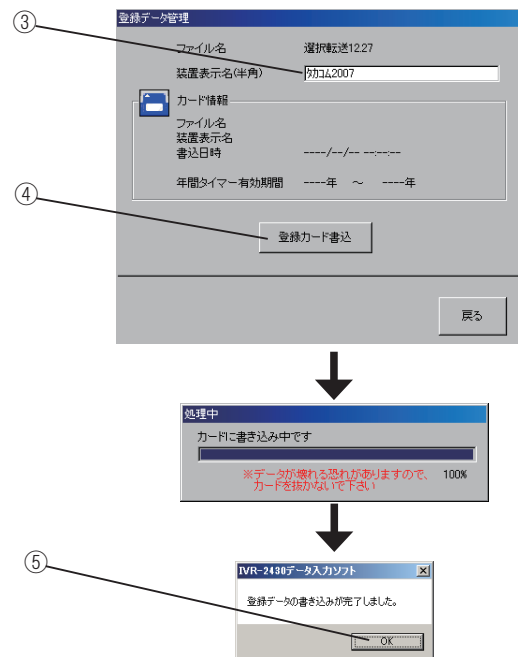 ③
登録データ管理
ファイル名 選択転送12.27
装置表示名(半角) ﾀｶｺﾑ2007
カード情報
ファイル名
装置表示名
書込日時 ----/--/-- --:--:--
年間タイマー有効期間 ----年 ～ ----年
④
登録カード書込
戻る
処理中
カードに書き込み中です
※データが壊れる恐れがありますので、 100%
カードを抜かないで下さい
⑤
IVR-2430データ入力ソフト
登録データの書き込みが完了しました。
OK